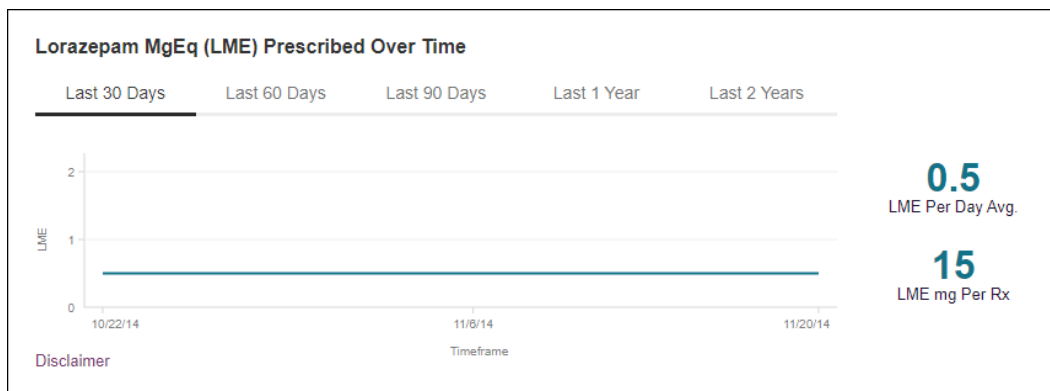 Lorazepam MgEq (LME) Prescribed Over Time
Last 30 Days Last 60 Days Last 90 Days Last 1 Year Last 2 Years
2
1
0
LME
10/22/14 11/6/14 11/20/14
Timeframe
0.5
LME Per Day Avg.
15
LME mg Per Rx
Disclaimer